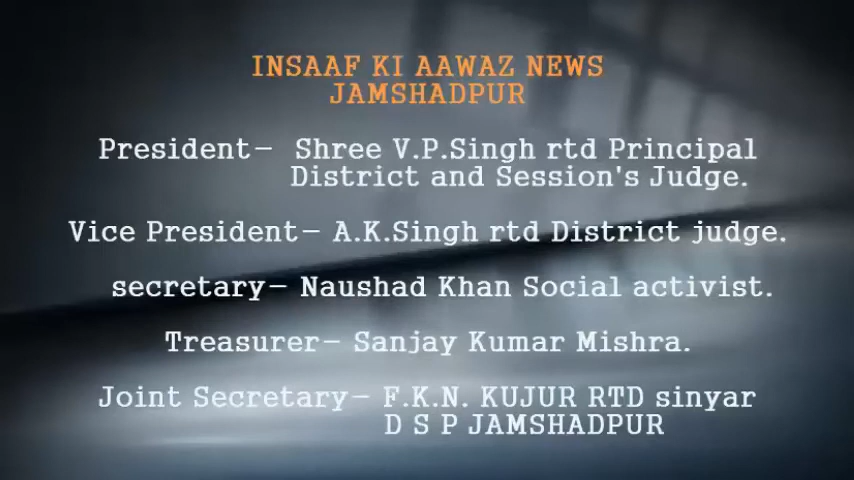 INSAAF KI AAWAZ NEWS
JAMSHADPUR
President- Shree V.P.Singh rtd Principal
District and Session's Judge.
Vice President- A.K.Singh rtd District judge.
secretary- Naushad Khan Social activist.
Treasurer- Sanjay Kumar Mishra.
Joint Secretary- F.K.N. KUJUR RTD sinyar
D S P JAMSHADPUR